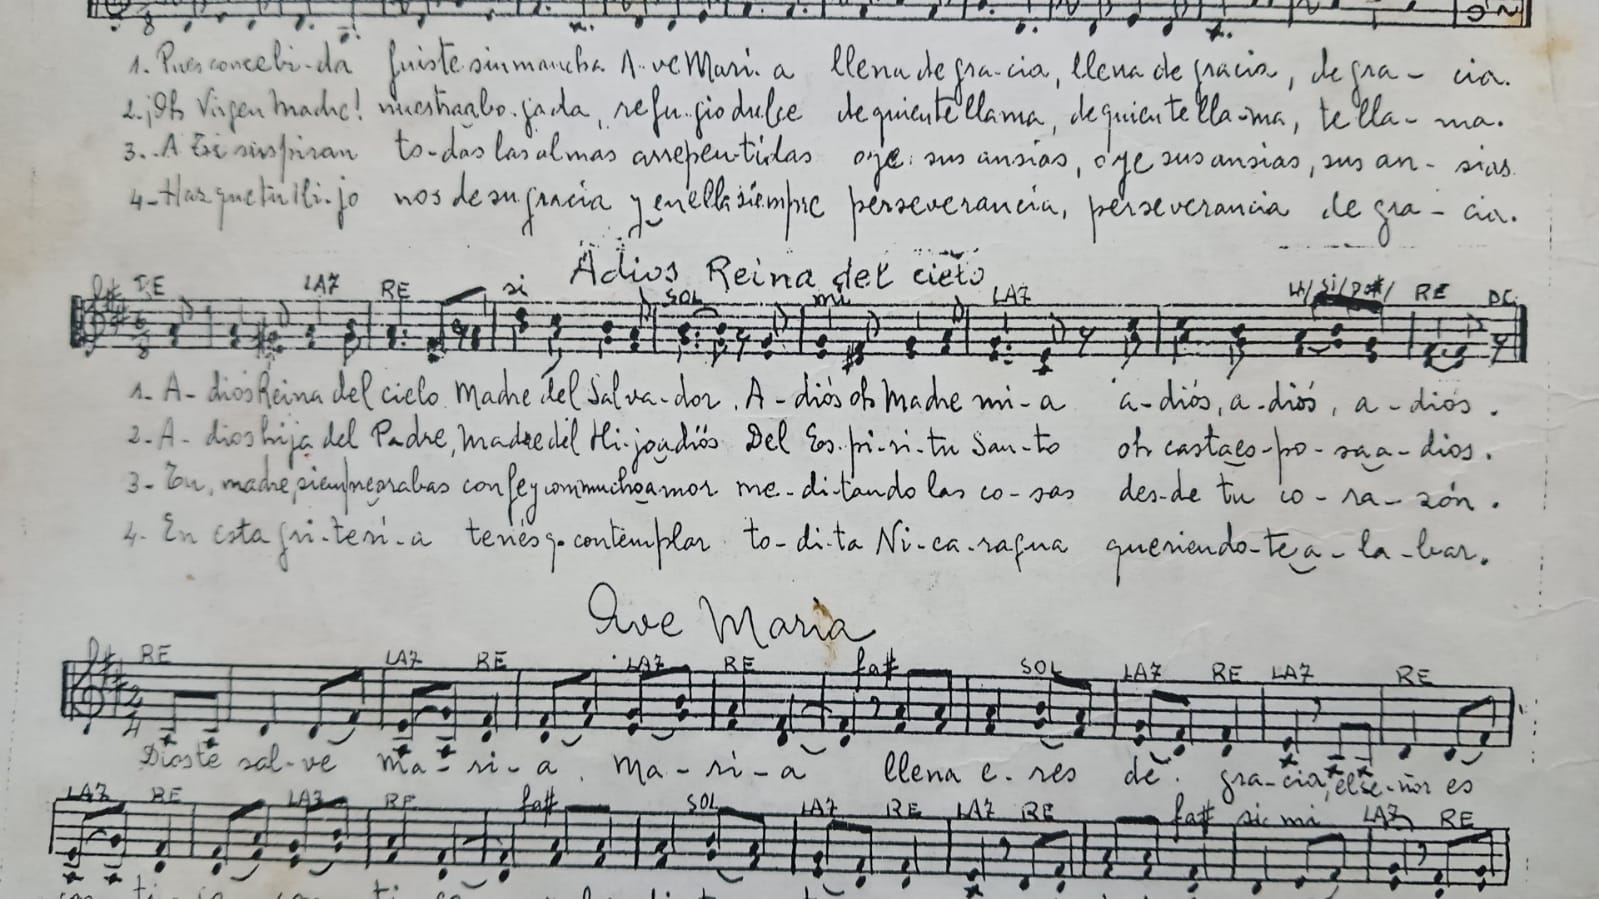 1. Pues concebi-da fuiste sin mancha A-ve Mari-a llena de gra-cia, llena de gracia, de gra- cia.
2. ¡Oh Virgen Madre! nuestra abo-gada, refu-gio dulce de quien te llama, de quien te lla-ma, te lla-ma.
3. A Ti suspiran to-das las almas arrepen-tidas oye sus ansias, oye sus ansias, sus an-sias.
4- Haz que tu Hi-jo nos de su gracia y en ella siempre perseverancia, perseverancia de gra-cia.
Adios Reina del cielo
RE LA7 RE si SOL mi LA7 LA/ SI/ DO#/ RE DC.
1- A-diós Reina del cielo Madre del Salva-dor. A-diós oh Madre mi-a a-diós, a-diós, a-dios.
2- A-dios hija del Padre, Madre del Hi-jo adiós Del Es-pi-ri-tu San-to oh casta es-po-sa a-dios.
3- Tu, madre, siempre orabas con fe y con mucho amor me-di-tando las co-sas des-de tu co-ra-zón.
4- En esta gri-teri-a tenés q. contemplar to-di-ta Ni-ca-ragua queriendo-te a-la-bar.
Ave Maria
RE LA7 RE LA7 RE fa# SOL LA7 RE LA7 RE
2
4
Dios te sal-ve ma-ri-a. Ma-ri-a llena e-res de gra-cia, el se-ñor es
LA7 RE LA7 RE fa# SOL LA7 RE LA7 RE fa# si mi LA7 RE